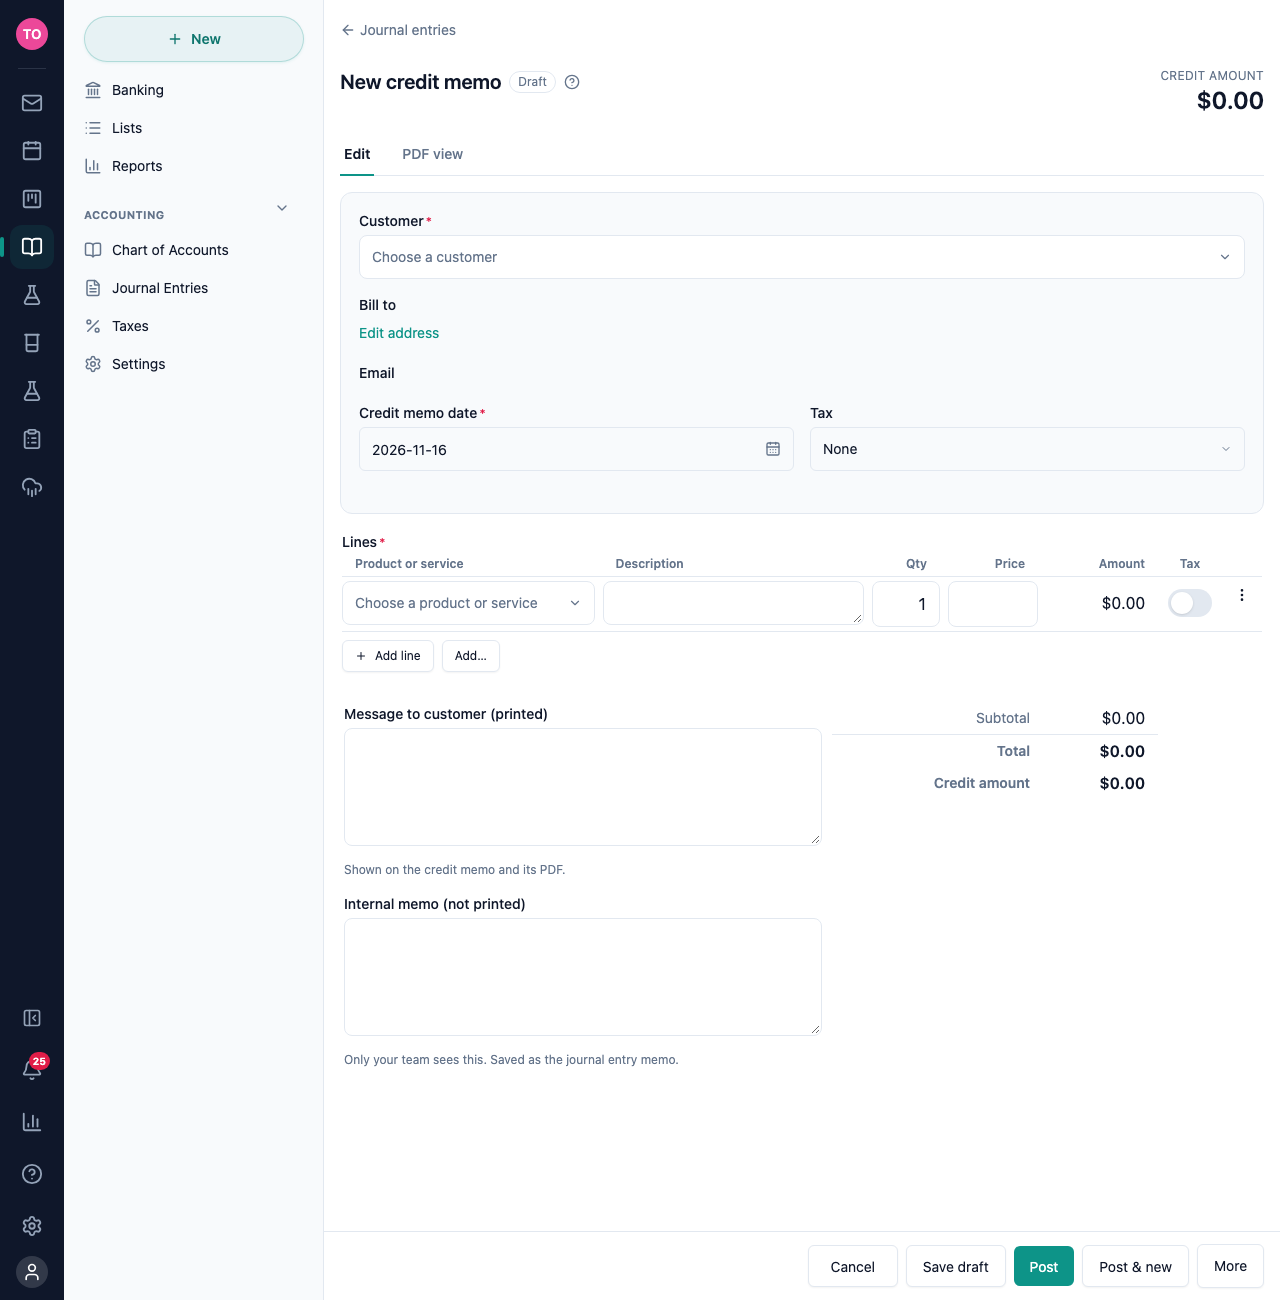 TO
25
New
Banking
Lists
Reports
ACCOUNTING
Chart of Accounts
Journal Entries
Taxes
Settings
Journal entries
New credit memo Draft
CREDIT AMOUNT
$0.00
Edit PDF view
Customer*
Choose a customer
Bill to
Edit address
Email
Credit memo date* Tax
2026-11-16 None
Lines*
Product or service Description Qty Price Amount Tax
Choose a product or service 1 $0.00
+ Add line Add...
Message to customer (printed)
Shown on the credit memo and its PDF.
Subtotal $0.00
Total $0.00
Credit amount $0.00
Internal memo (not printed)
Only your team sees this. Saved as the journal entry memo.
Cancel Save draft Post Post & new More